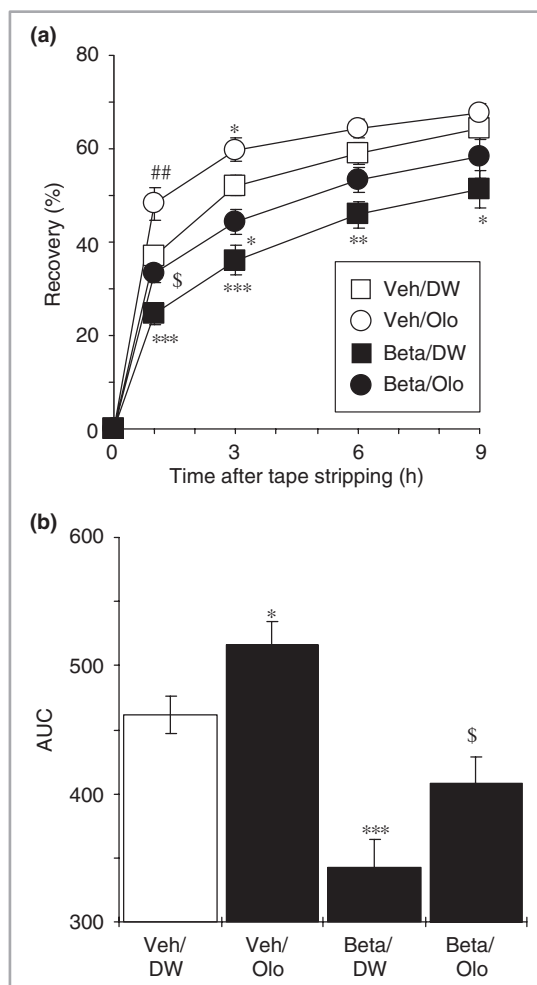 (a)
80
60
40
20
0
Recovery (%)
##
*
$
*
***
***
**
*
Veh/DW
Veh/Olo
Beta/DW
Beta/Olo
0 3 6 9
Time after tape stripping (h)
(b)
600
500
400
300
AUC
*
***
$
Veh/ Veh/ Beta/ Beta/
DW Olo DW Olo